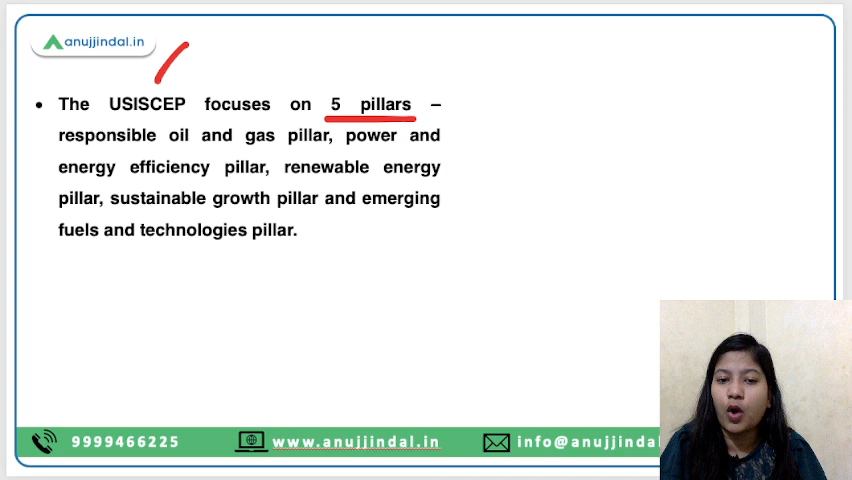 anujjindal.in
• The USISCEP focuses on 5 pillars –
responsible oil and gas pillar, power and
energy efficiency pillar, renewable energy
pillar, sustainable growth pillar and emerging
fuels and technologies pillar.
9999466225 www.anujjindal.in info@anujjindal